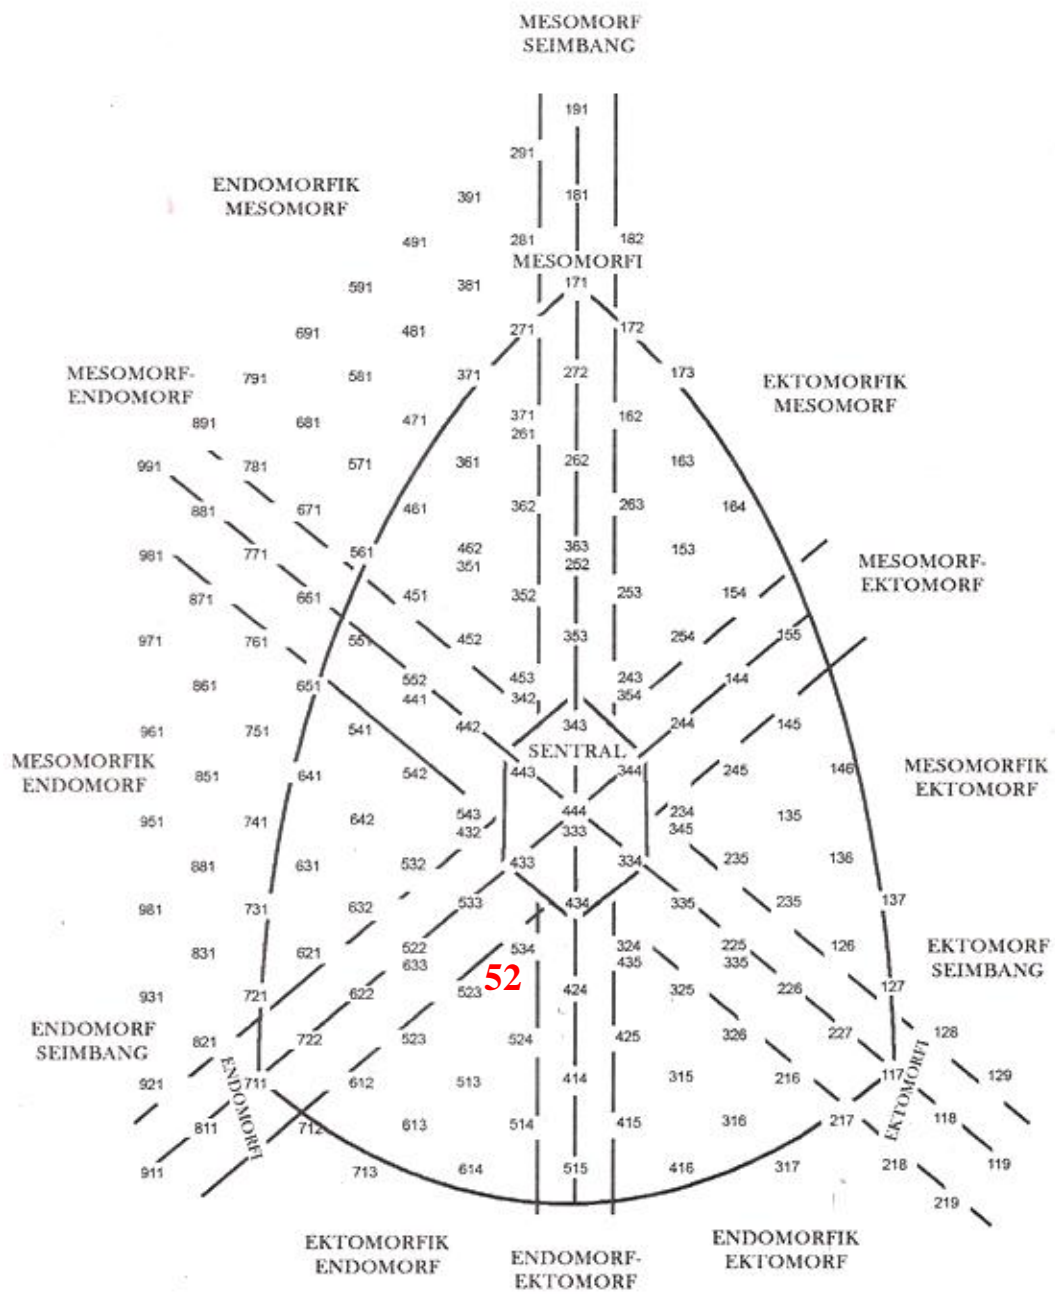 MESOMORF
SEIMBANG
191
291
ENDOMORFIK
MESOMORF
391 181
491 281 182
MESOMORFI
591 381 171
691 481 271 172
MESOMORF-
ENDOMORF
791 581 371 272 173
EKTOMORFIK
MESOMORF
891 681 471 371 162
261
991 781 571 361 262 163
881 671 461 362 263 164
981 771 561 462 363 153
351 252
MESOMORF-
EKTOMORF
871 661 451 352 253 154
971 761 551 452 353 254 155
861 651 552 453 243 144
441 342 354
961 751 541 442 343 244 145
MESOMORFIK
ENDOMORF
SENTRAL
851 641 542 443 344 245 146
MESOMORFIK
EKTOMORF
951 741 642 543 444 234 135
432 333 345
881 631 532 433 334 235 136
981 731 632 533 434 335 235 137
831 621 522 534 324 225 126
633 435 335
EKTOMORF
SEIMBANG
52
931 721 622 523 424 325 226 127
ENDOMORF
SEIMBANG
821 722 523 524 425 326 227 128
921 711 612 513 414 315 216 117 129
ENDOMORFI
EKTOMORFI
811 712 613 514 415 316 217 118
911 713 614 515 416 317 218 119
219
EKTOMORFIK
ENDOMORF
ENDOMORF-
EKTOMORF
ENDOMORFIK
EKTOMORF